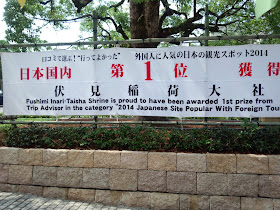 口コミで選ぶ！“行ってよかった” 外国人に人気の日本の観光スポット2014
日本国内 第1位 獲得
伏見稲荷大社
Fushimi Inari-Taisha Shrine is proud to have been awarded 1st prize from
Trip Advisor in the category "2014 Japanese Site Popular With Foreign Tou